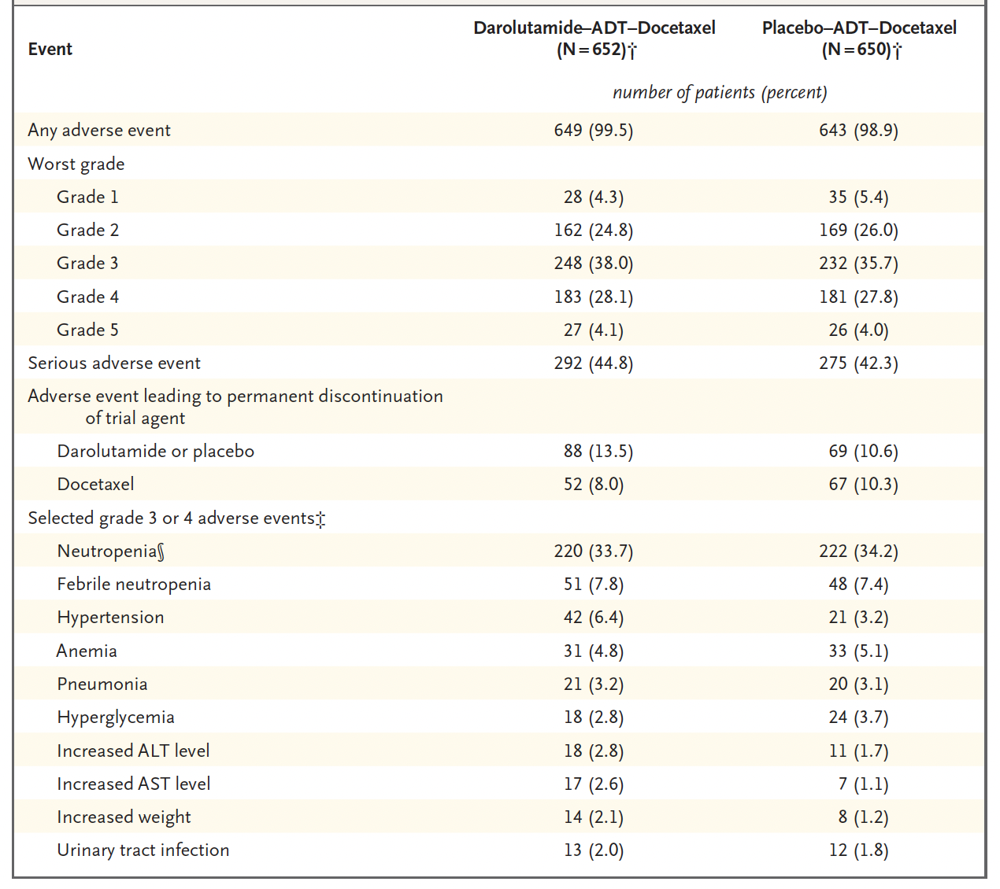 Event Darolutamide–ADT–Docetaxel (N=652)† Placebo–ADT–Docetaxel (N=650)†
number of patients (percent)
Any adverse event 649 (99.5) 643 (98.9)
Worst grade
Grade 1 28 (4.3) 35 (5.4)
Grade 2 162 (24.8) 169 (26.0)
Grade 3 248 (38.0) 232 (35.7)
Grade 4 183 (28.1) 181 (27.8)
Grade 5 27 (4.1) 26 (4.0)
Serious adverse event 292 (44.8) 275 (42.3)
Adverse event leading to permanent discontinuation
of trial agent
Darolutamide or placebo 88 (13.5) 69 (10.6)
Docetaxel 52 (8.0) 67 (10.3)
Selected grade 3 or 4 adverse events‡
Neutropenia§ 220 (33.7) 222 (34.2)
Febrile neutropenia 51 (7.8) 48 (7.4)
Hypertension 42 (6.4) 21 (3.2)
Anemia 31 (4.8) 33 (5.1)
Pneumonia 21 (3.2) 20 (3.1)
Hyperglycemia 18 (2.8) 24 (3.7)
Increased ALT level 18 (2.8) 11 (1.7)
Increased AST level 17 (2.6) 7 (1.1)
Increased weight 14 (2.1) 8 (1.2)
Urinary tract infection 13 (2.0) 12 (1.8)